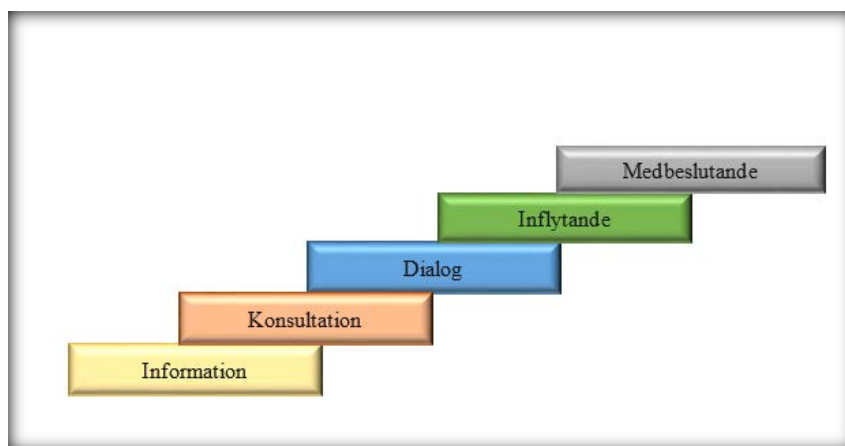 Medbeslutande
Inflytande
Dialog
Konsultation
Information